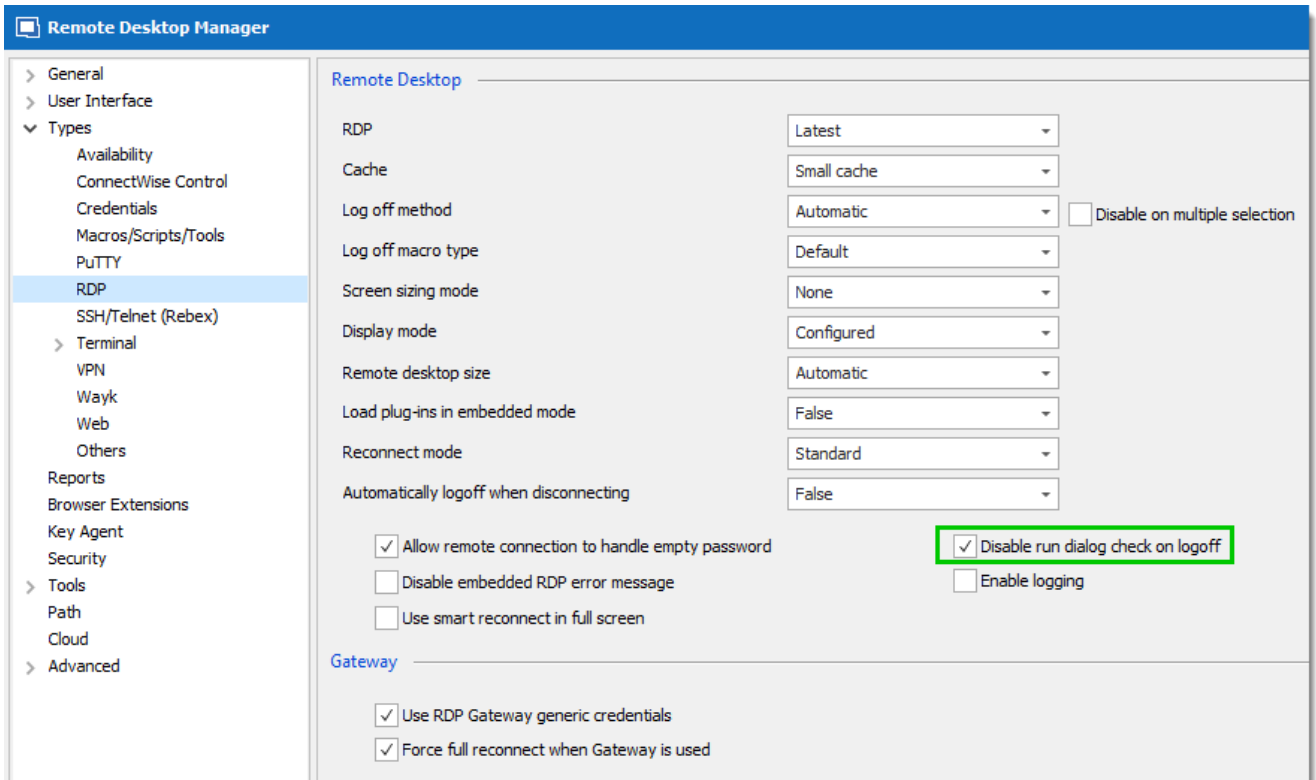 Remote Desktop Manager
General
User Interface
Types
Availability
ConnectWise Control
Credentials
Macros/Scripts/Tools
PuTTY
RDP
SSH/Telnet (Rebex)
Terminal
VPN
Wayk
Web
Others
Reports
Browser Extensions
Key Agent
Security
Tools
Path
Cloud
Advanced
Remote Desktop
RDP Latest
Cache Small cache
Log off method Automatic Disable on multiple selection
Log off macro type Default
Screen sizing mode None
Display mode Configured
Remote desktop size Automatic
Load plug-ins in embedded mode False
Reconnect mode Standard
Automatically logoff when disconnecting False
Allow remote connection to handle empty password Disable run dialog check on logoff
Disable embedded RDP error message Enable logging
Use smart reconnect in full screen
Gateway
Use RDP Gateway generic credentials
Force full reconnect when Gateway is used